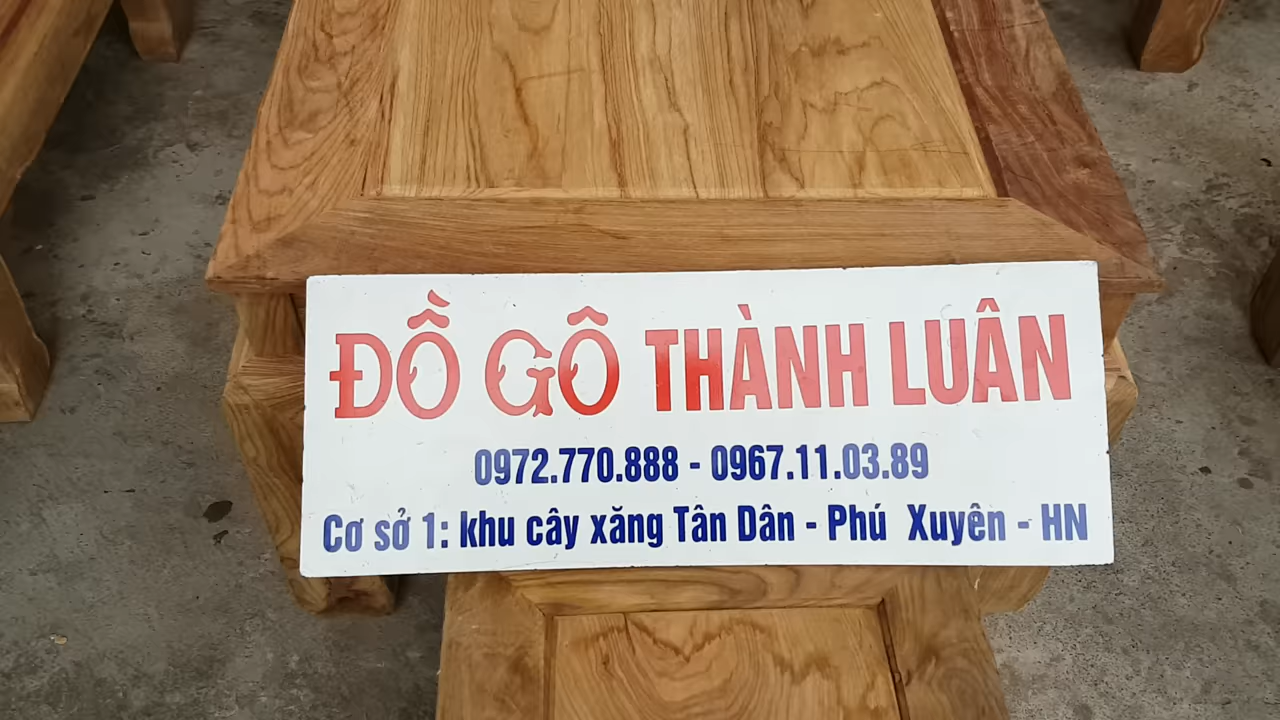 ĐỒ GÔ THÀNH LUÂN
0972.770.888 - 0967.11.03.89
Cơ sở 1: khu cây xăng Tân Dân - Phú Xuyên - HN